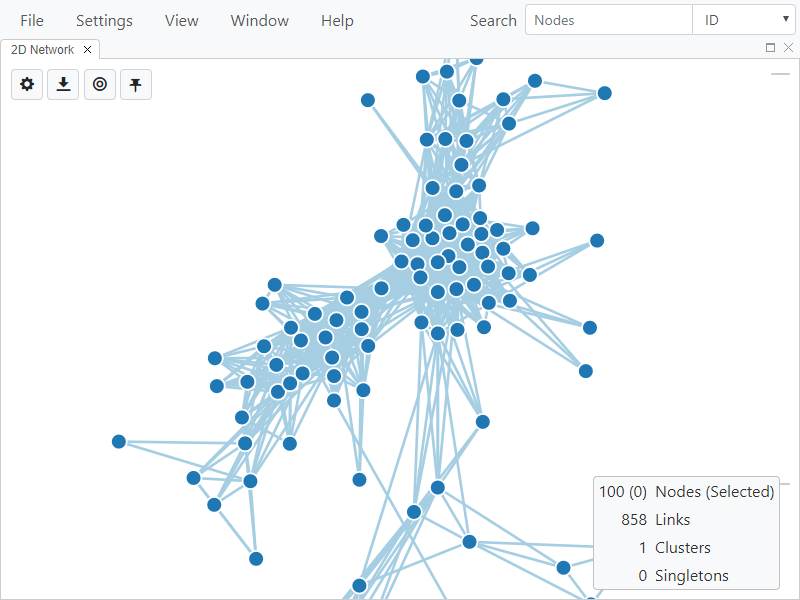 File Settings View Window Help Search Nodes ID
2D Network
100 (0) Nodes (Selected)
858 Links
1 Clusters
0 Singletons